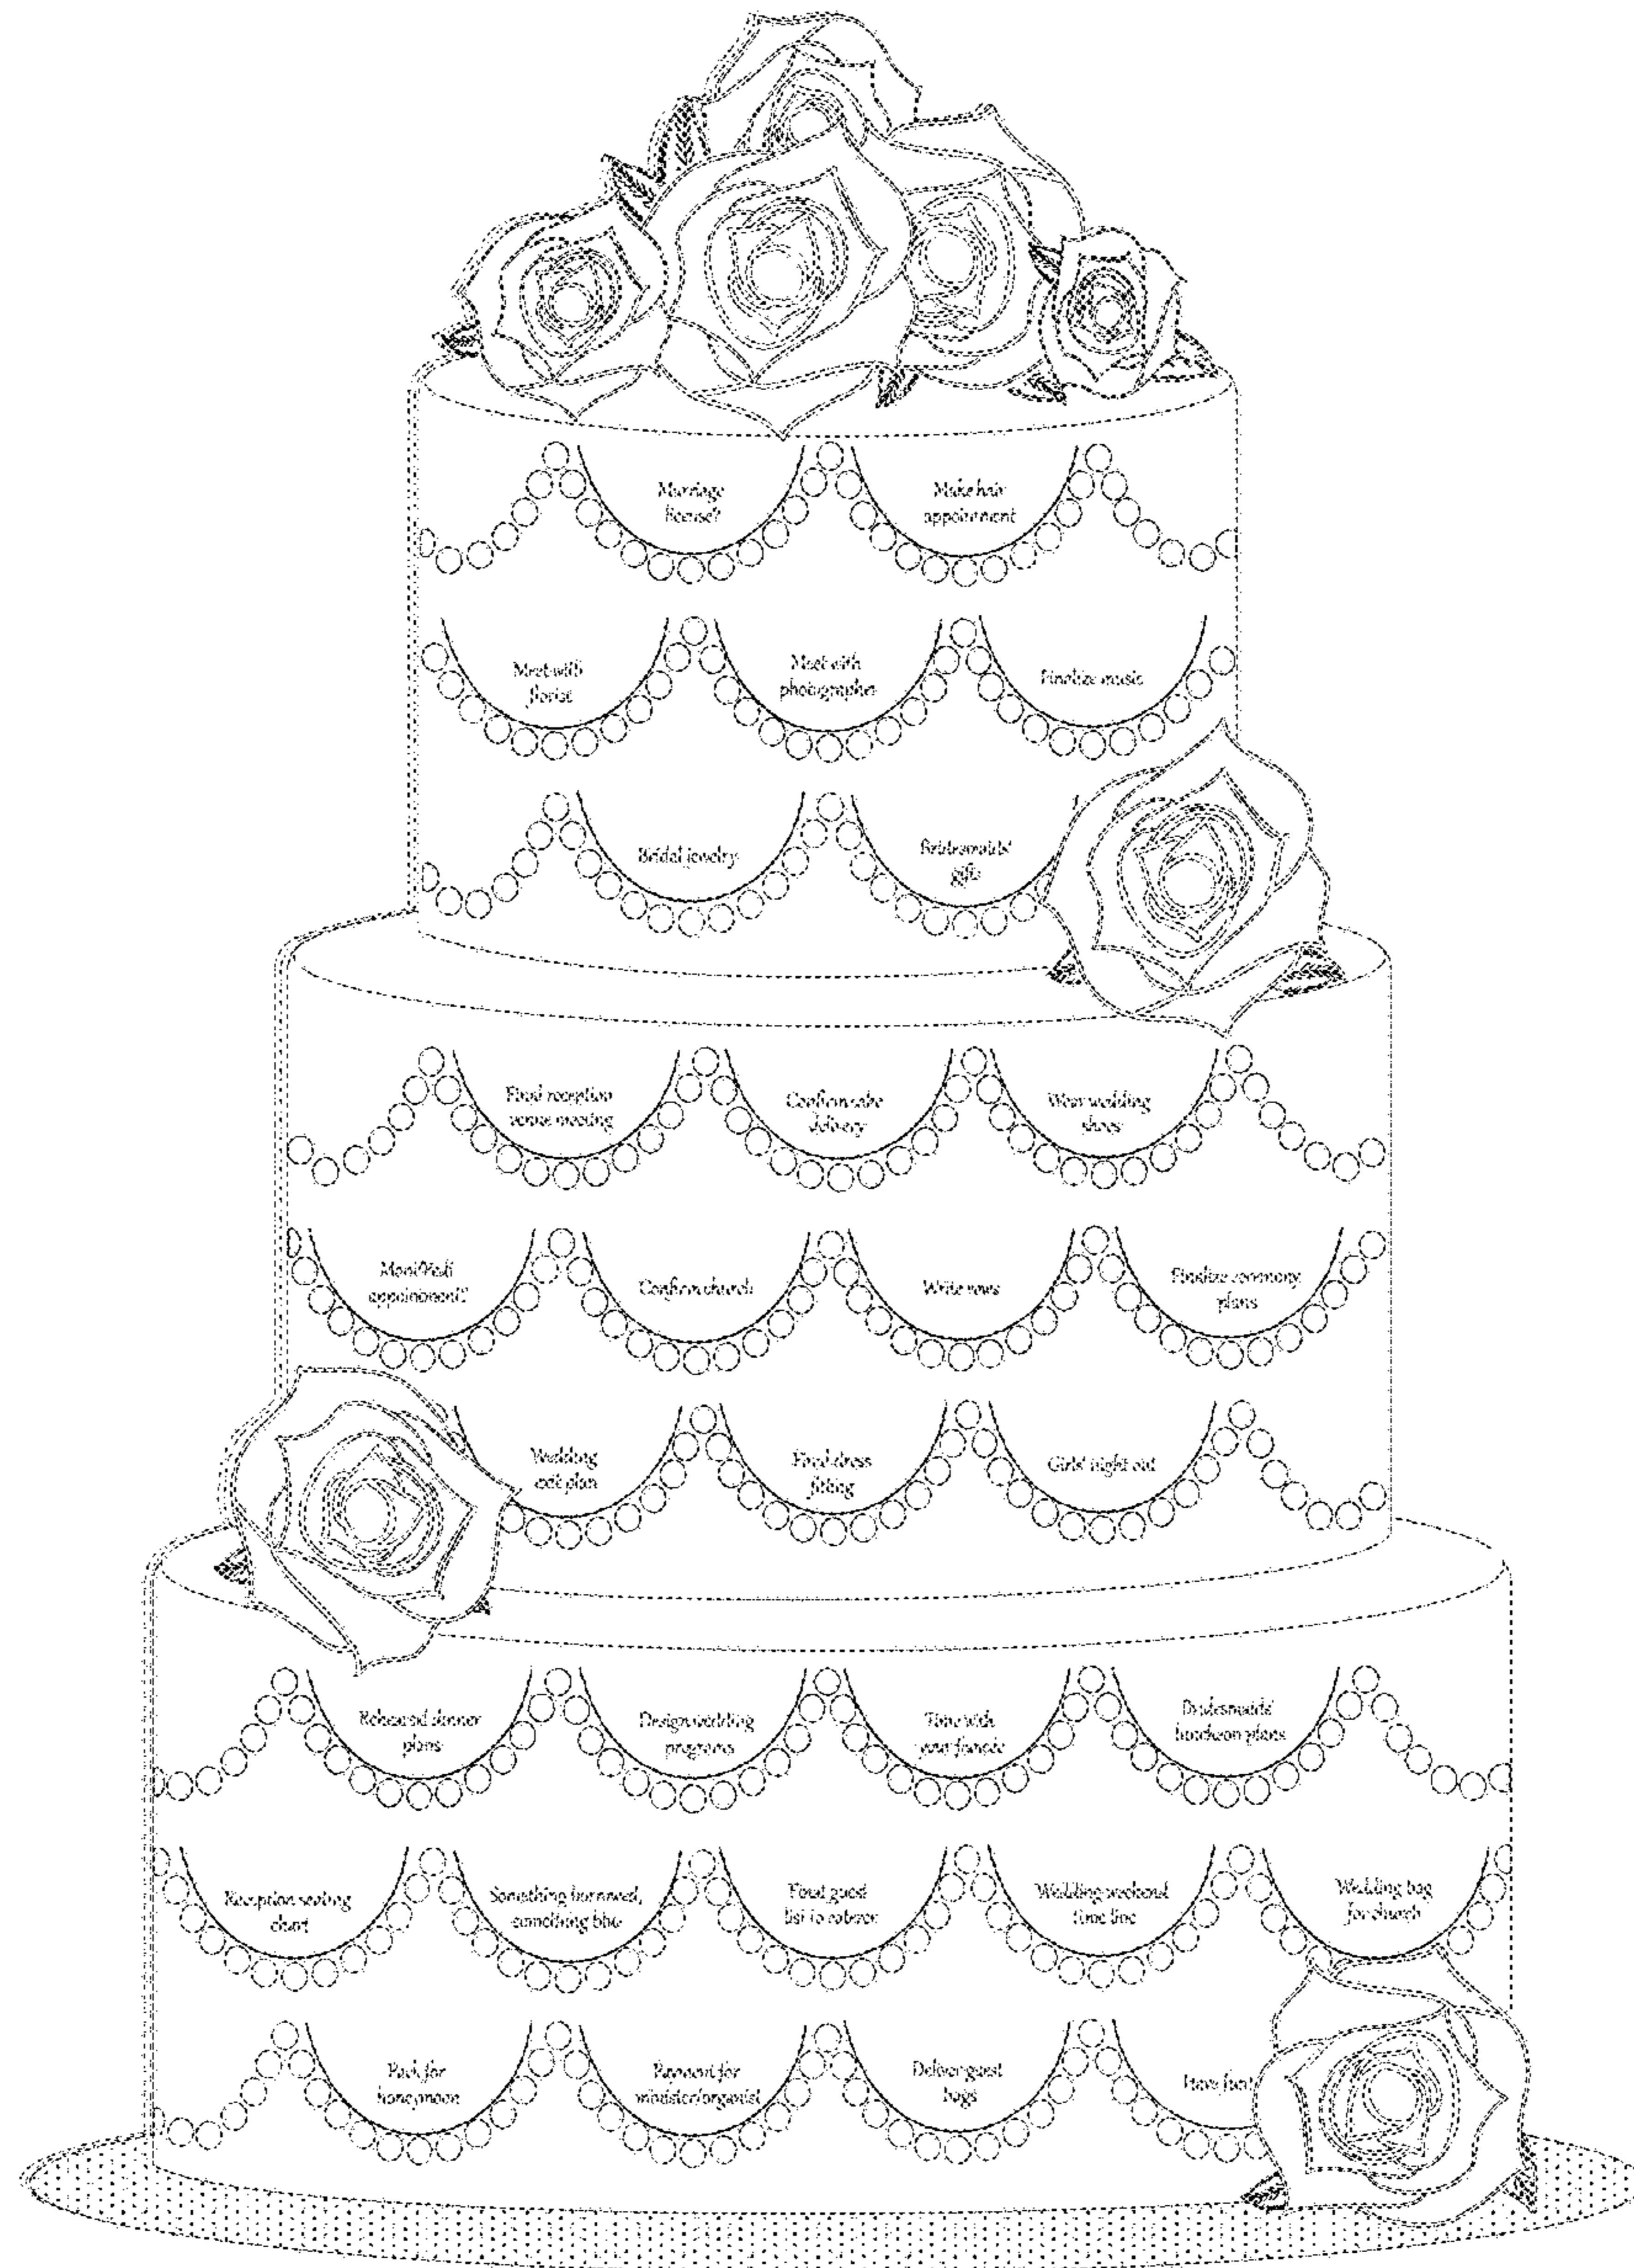 Marriage
license?
Make hair
appointment
Meet with
florist
Meet with
photographer
Finalize music
Bridal jewelry
Bridesmaids'
gifts
Final reception
venue meeting
Confirm cake
delivery
Wear wedding
shoes
Mani/Pedi
appointment?
Confirm church
Write vows
Finalize ceremony
plans
Wedding
exit plan
Final dress
fitting
Girls' night out
Rehearsal dinner
plans
Design wedding
programs
Time with
your fiancée
Bridesmaids'
luncheon plans
Reception seating
chart
Something borrowed,
something blue
Final guest
list to caterer
Wedding weekend
time line
Wedding bag
for church
Pack for
honeymoon
Payment for
minister/organist
Deliver guest
bags
Have fun!